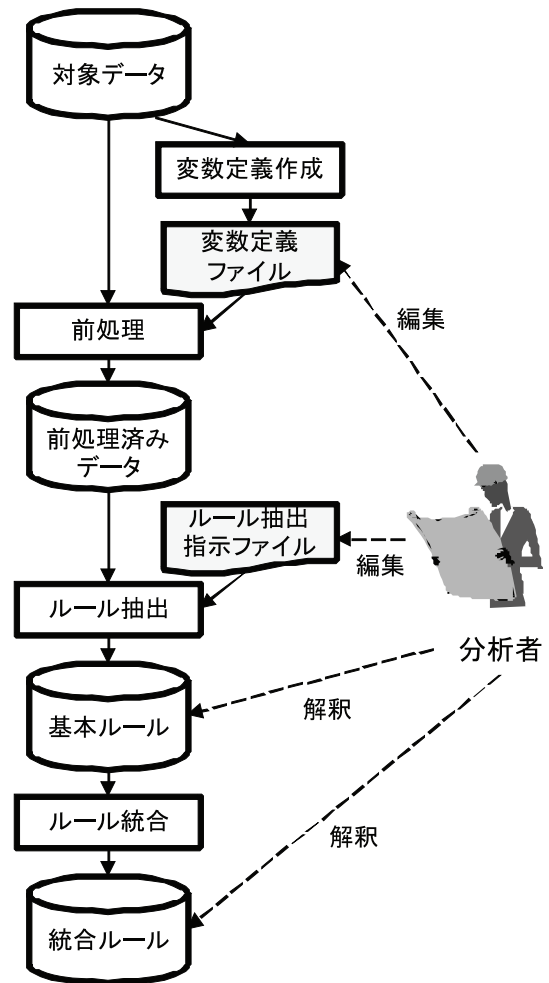 対象データ
変数定義作成
変数定義
ファイル
編集
前処理
前処理済み
データ
ルール抽出
指示ファイル
編集
ルール抽出
分析者
基本ルール
解釈
ルール統合
解釈
統合ルール